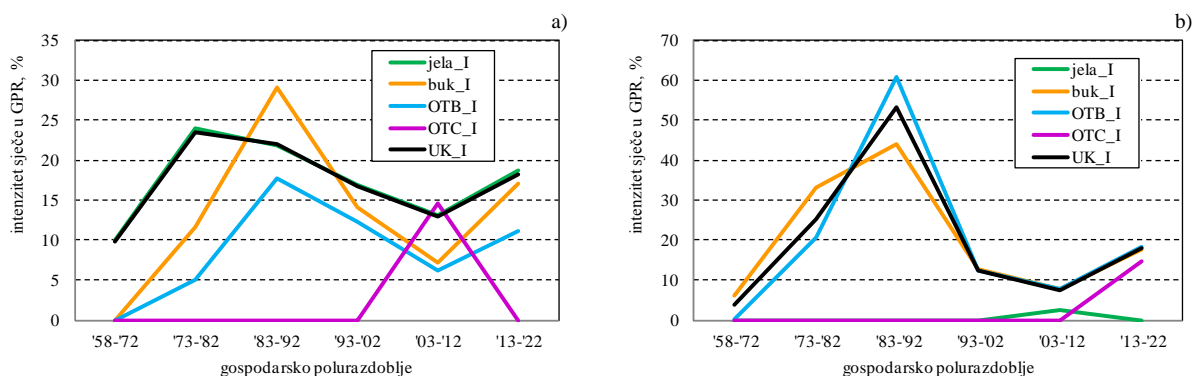 a)
intenzitet sječe u GPR, %
35
30
25
20
15
10
5
0
jela_I
buk_I
OTB_I
OTC_I
UK_I
'58-72
'73-82
'83-92
'93-02
'03-'12
'13-'22
gospodarsko polurazdoblje
b)
intenzitet sječe u GPR, %
70
60
50
40
30
20
10
0
jela_I
buk_I
OTB_I
OTC_I
UK_I
'58-'72
'73-'82
'83-'92
'93-02
'03-'12
'13-'22
gospodarsko polurazdoblje